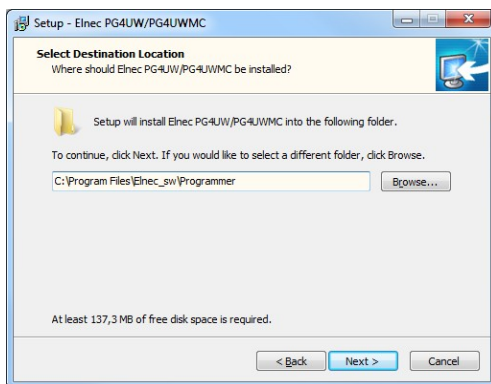 Setup - Elnec PG4UW/PG4UWMC
Select Destination Location
Where should Elnec PG4UW/PG4UWMC be installed?
Setup will install Elnec PG4UW/PG4UWMC into the following folder.
To continue, click Next. If you would like to select a different folder, click Browse.
C:\Program Files\Elnec_sw\Programmer
Browse...
At least 137,3 MB of free disk space is required.
< Back
Next >
Cancel